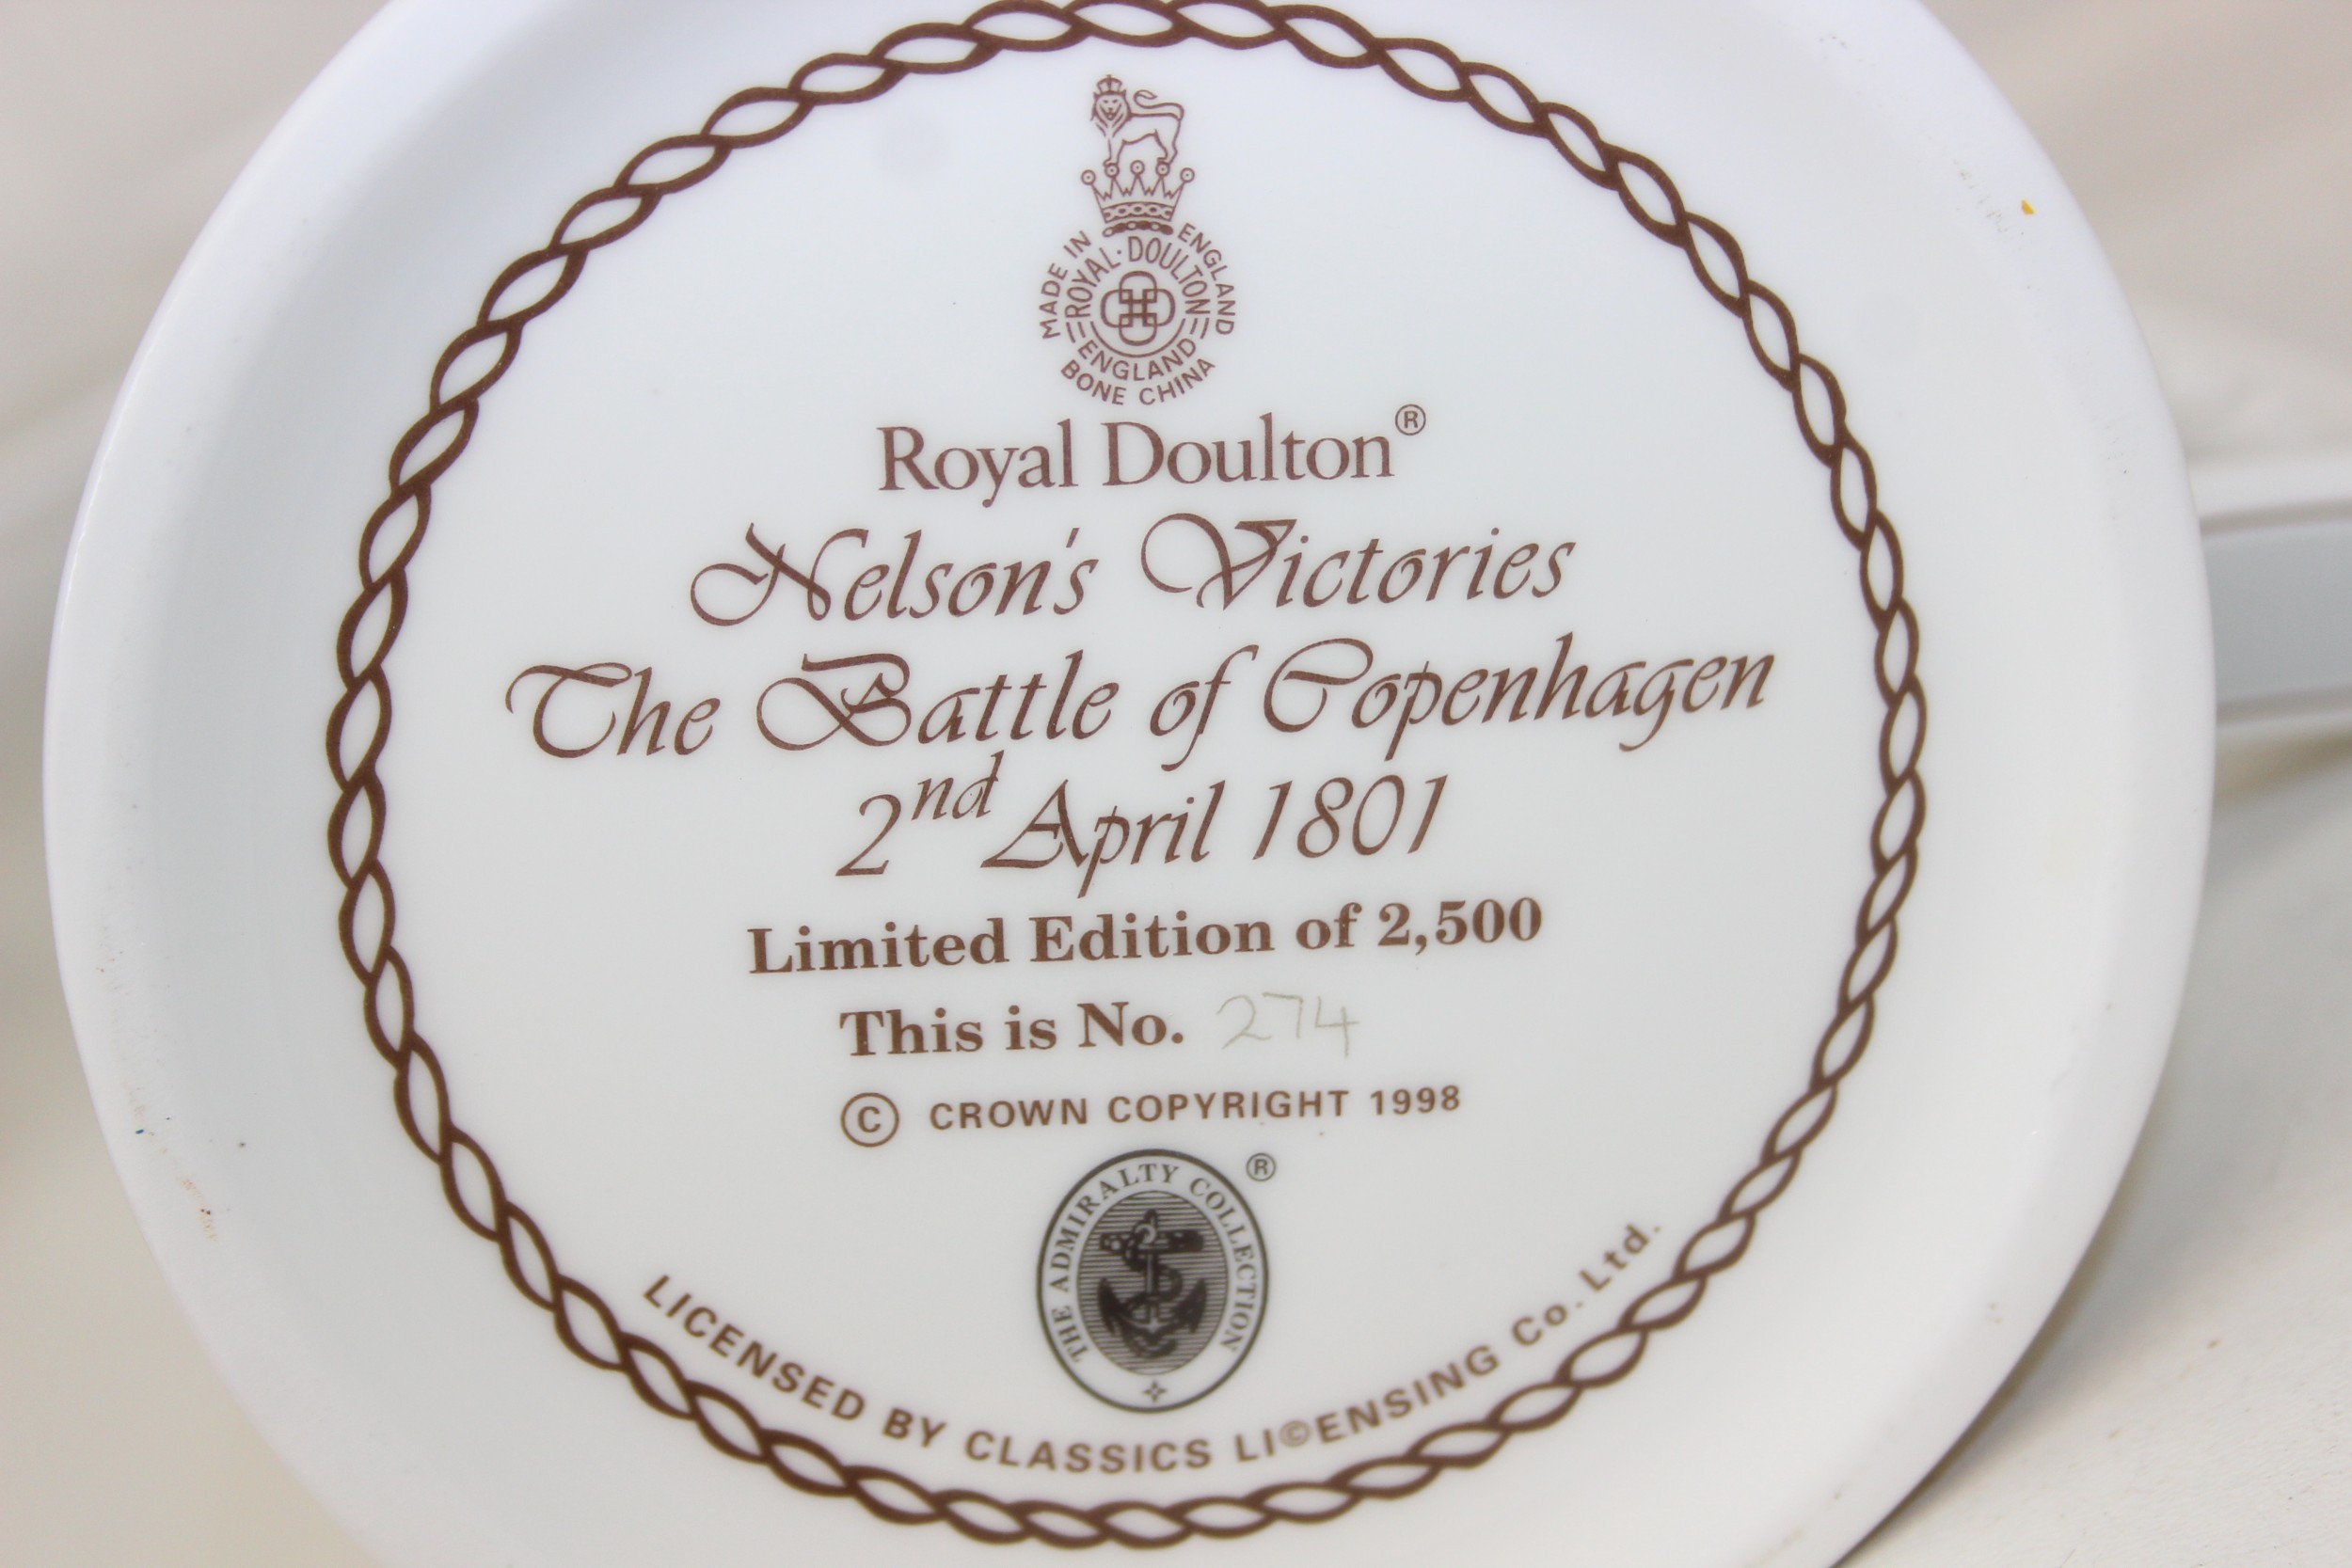 MADE IN ENGLAND
ROYAL · DOULTON
ENGLAND
BONE CHINA
Royal Doulton®
Nelson's Victories
The Battle of Copenhagen
2nd April 1801
Limited Edition of 2,500
This is No. 274
© CROWN COPYRIGHT 1998
THE ADMIRALTY COLLECTION ®
LICENSED BY CLASSICS LI©ENSING Co. Ltd.